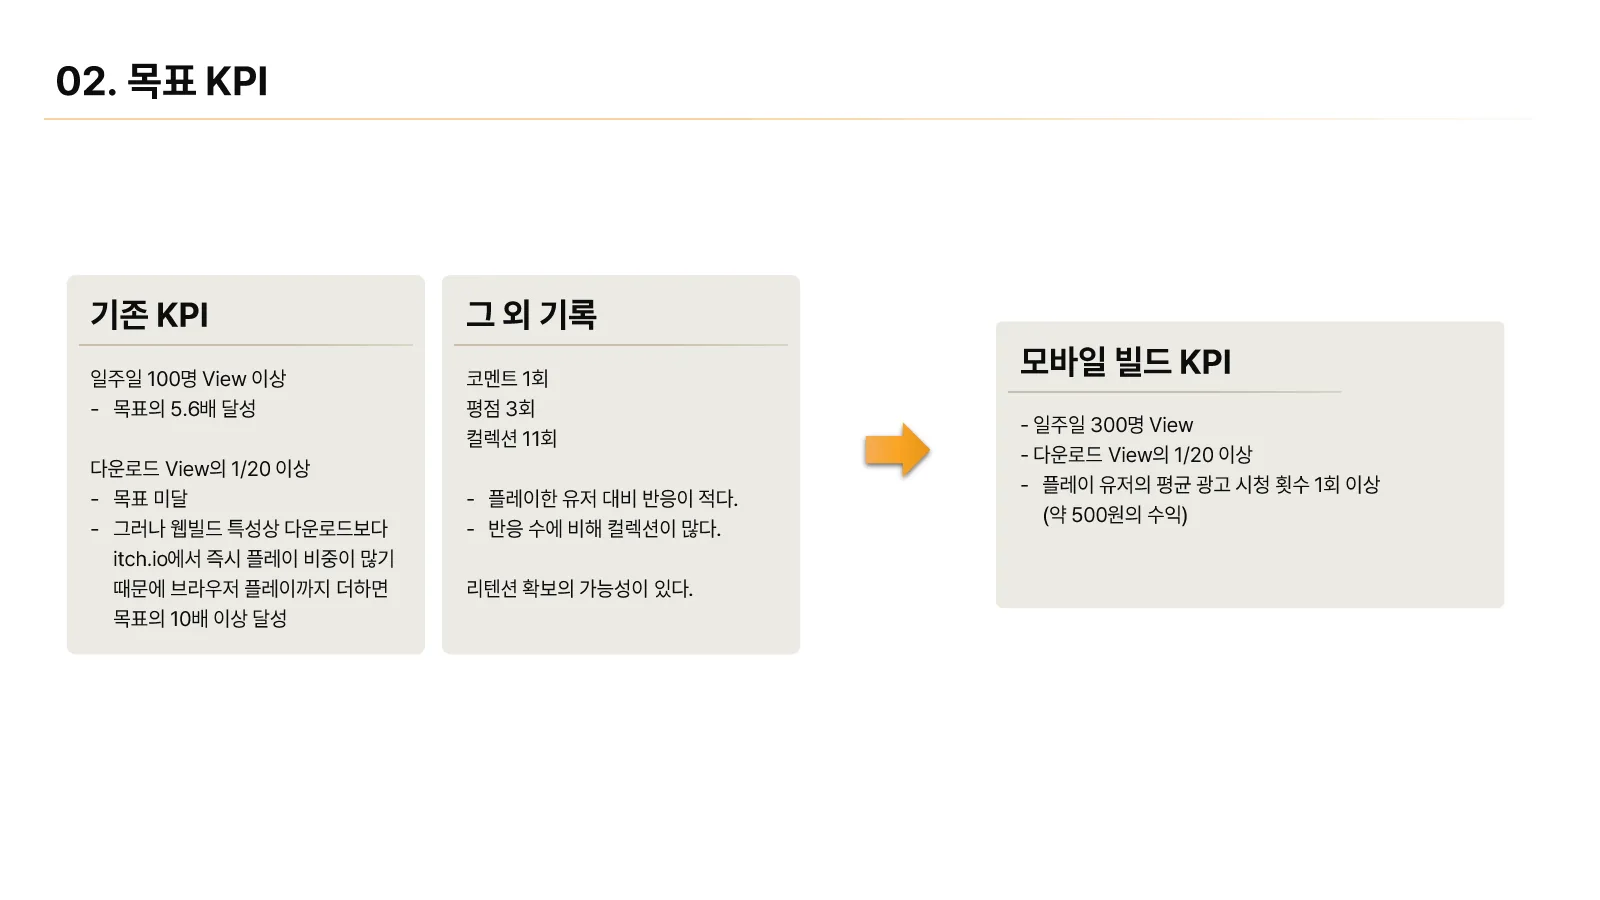 02. 목표 KPI
기존 KPI
일주일 100명 View 이상
- 목표의 5.6배 달성
다운로드 View의 1/20 이상
- 목표 미달
- 그러나 웹빌드 특성상 다운로드보다
itch.io에서 즉시 플레이 비중이 많기
때문에 브라우저 플레이까지 더하면
목표의 10배 이상 달성
그 외 기록
코멘트 1회
평점 3회
컬렉션 11회
- 플레이한 유저 대비 반응이 적다.
- 반응 수에 비해 컬렉션이 많다.
리텐션 확보의 가능성이 있다.
모바일 빌드 KPI
- 일주일 300명 View
- 다운로드 View의 1/20 이상
- 플레이 유저의 평균 광고 시청 횟수 1회 이상
(약 500원의 수익)